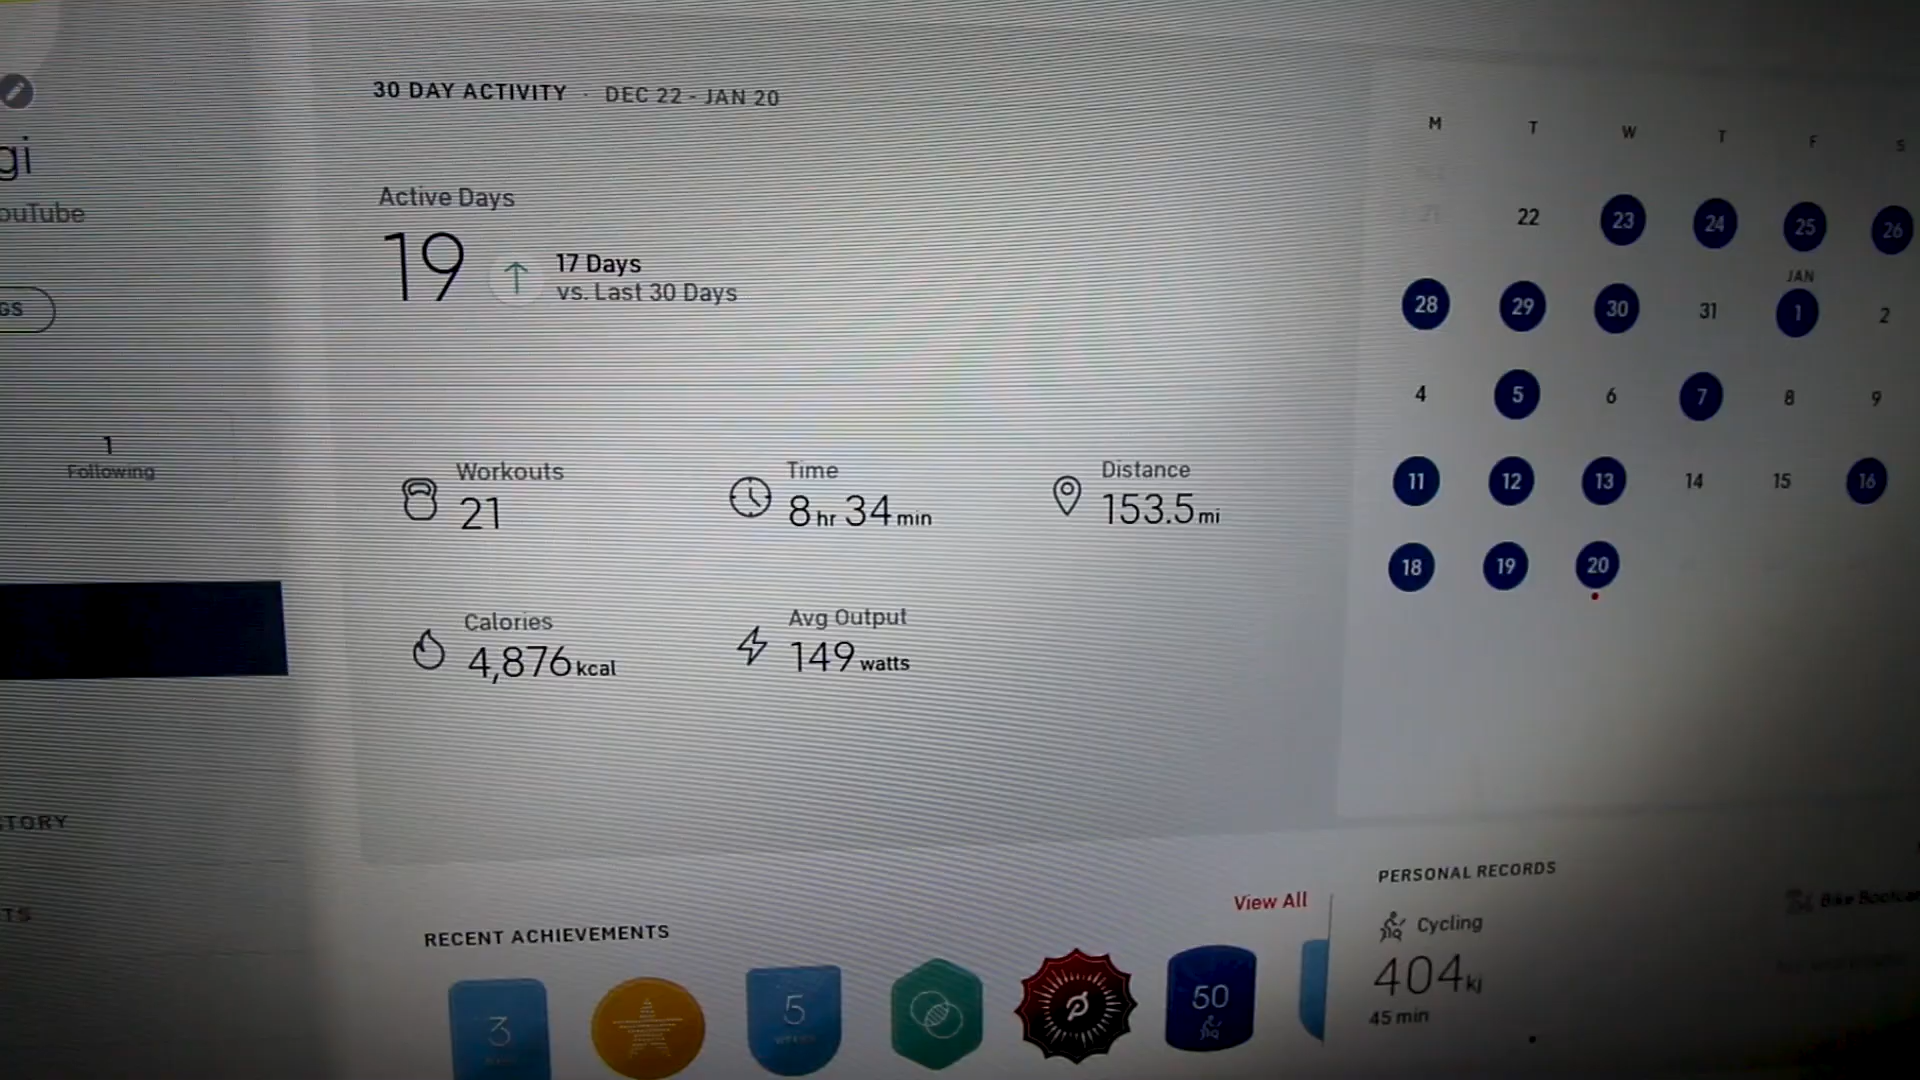 30 DAY ACTIVITY · DEC 22 - JAN 20
gi
ouTube
GS
1
Following
TORY
TS
Active Days
19
17 Days
vs. Last 30 Days
Workouts
21
Time
8 hr 34 min
Distance
153.5 mi
Calories
4,876 kcal
Avg Output
149 watts
M T W T F S
21 22 23 24 25 26
JAN
28 29 30 31 1 2
4 5 6 7 8 9
11 12 13 14 15 16
18 19 20
RECENT ACHIEVEMENTS
View All
3
5
50
PERSONAL RECORDS
Cycling
404 kj
45 min
Bike Bootca